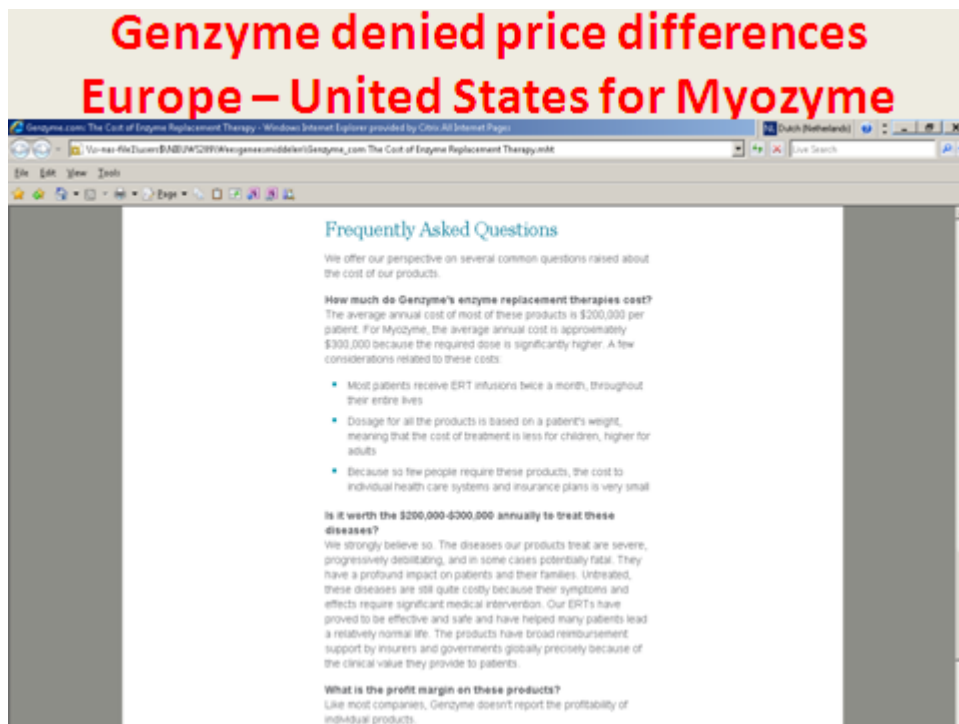 Genzyme denied price differences
Europe – United States for Myozyme
Genzyme.com: The Cost of Enzyme Replacement Therapy - Windows Internet Explorer provided by Citrix All Internet Pages
NL Dutch (Netherlands)
Genzyme_com The Cost of Enzyme Replacement Therapy.mht
Live Search
File Edit View Tools
Page
Frequently Asked Questions
We offer our perspective on several common questions raised about
the cost of our products.
How much do Genzyme's enzyme replacement therapies cost?
The average annual cost of most of these products is $200,000 per
patient. For Myozyme, the average annual cost is approximately
$300,000 because the required dose is significantly higher. A few
considerations related to these costs:
• Most patients receive ERT infusions twice a month, throughout
their entire lives
• Dosage for all the products is based on a patient's weight,
meaning that the cost of treatment is less for children, higher for
adults
• Because so few people require these products, the cost to
individual health care systems and insurance plans is very small
Is it worth the $200,000-$300,000 annually to treat these
diseases?
We strongly believe so. The diseases our products treat are severe,
progressively debilitating, and in some cases potentially fatal. They
have a profound impact on patients and their families. Untreated,
these diseases are still quite costly because their symptoms and
effects require significant medical intervention. Our ERTs have
proved to be effective and safe and have helped many patients lead
a relatively normal life. The products have broad reimbursement
support by insurers and governments globally precisely because of
the clinical value they provide to patients.
What is the profit margin on these products?
Like most companies, Genzyme doesn't report the profitability of
individual products.